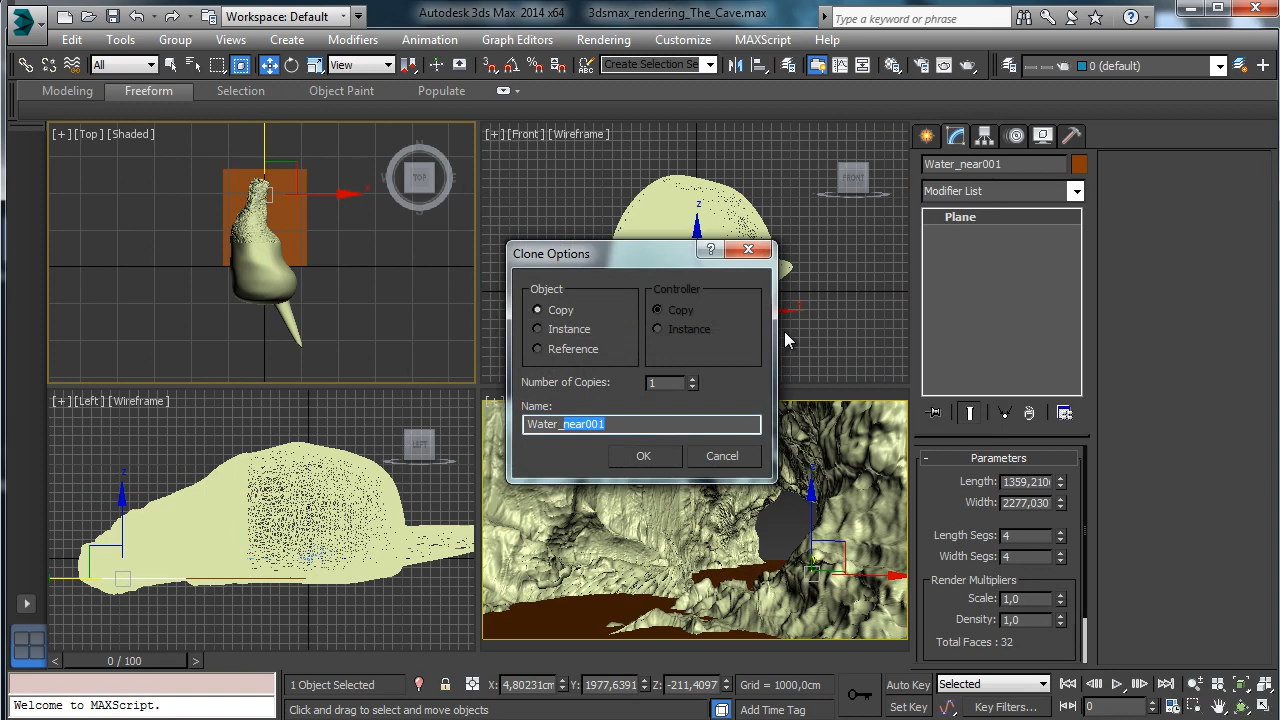 Workspace: Default
Autodesk 3ds Max 2014 x64
3dsmax_rendering_The_Cave.max
Type a keyword or phrase
Edit
Tools
Group
Views
Create
Modifiers
Animation
Graph Editors
Rendering
Customize
MAXScript
Help
All
View
Create Selection Se
0 (default)
Modeling
Freeform
Selection
Object Paint
Populate
[+] [Top ] [Shaded ]
[+] [Front ] [Wireframe ]
TOP
FRONT
Water_near001
Modifier List
Plane
Clone Options
Object
Copy
Instance
Reference
Controller
Copy
Instance
Number of Copies:
1
Name:
Water_near001
OK
Cancel
[+] [Left ] [Wireframe ]
LEFT
Parameters
Length:
1359,210
Width:
2277,030
Length Segs:
4
Width Segs:
4
Render Multipliers
Scale:
1,0
Density:
1,0
Total Faces : 32
0 / 100
1 Object Selected
X:
4,80231cm
Y:
1977,6391
Z:
-211,4097
Grid = 1000,0cm
Auto Key
Selected
Welcome to MAXScript.
Click and drag to select and move objects
Add Time Tag
Set Key
Key Filters...
0